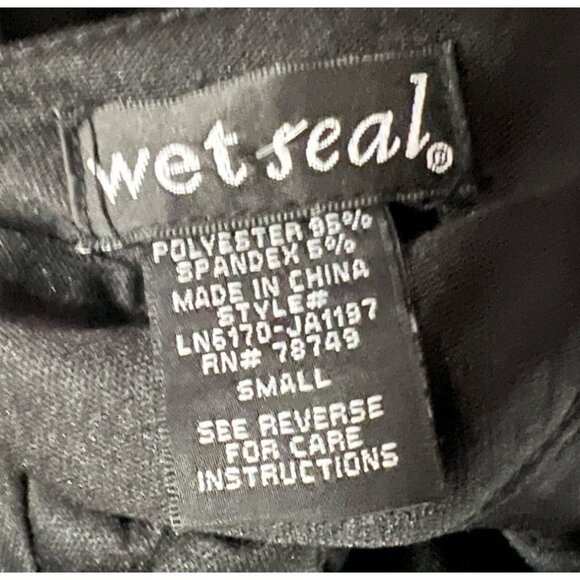 wet seal®
POLYESTER 95%
SPANDEX 5%
MADE IN CHINA
STYLE#
LN6170-JA1197
RN# 78749
SMALL
SEE REVERSE
FOR CARE
INSTRUCTIONS